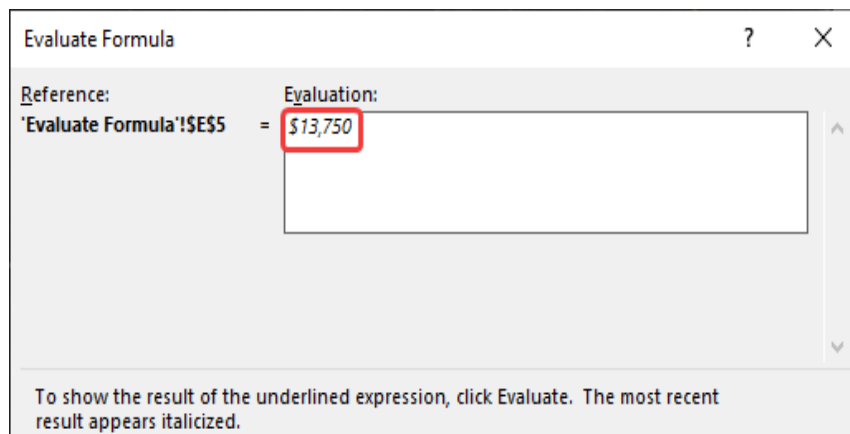 Evaluate Formula ?
Reference: Evaluation:
'Evaluate Formula'!$E$5 = $13,750
To show the result of the underlined expression, click Evaluate. The most recent
result appears italicized.